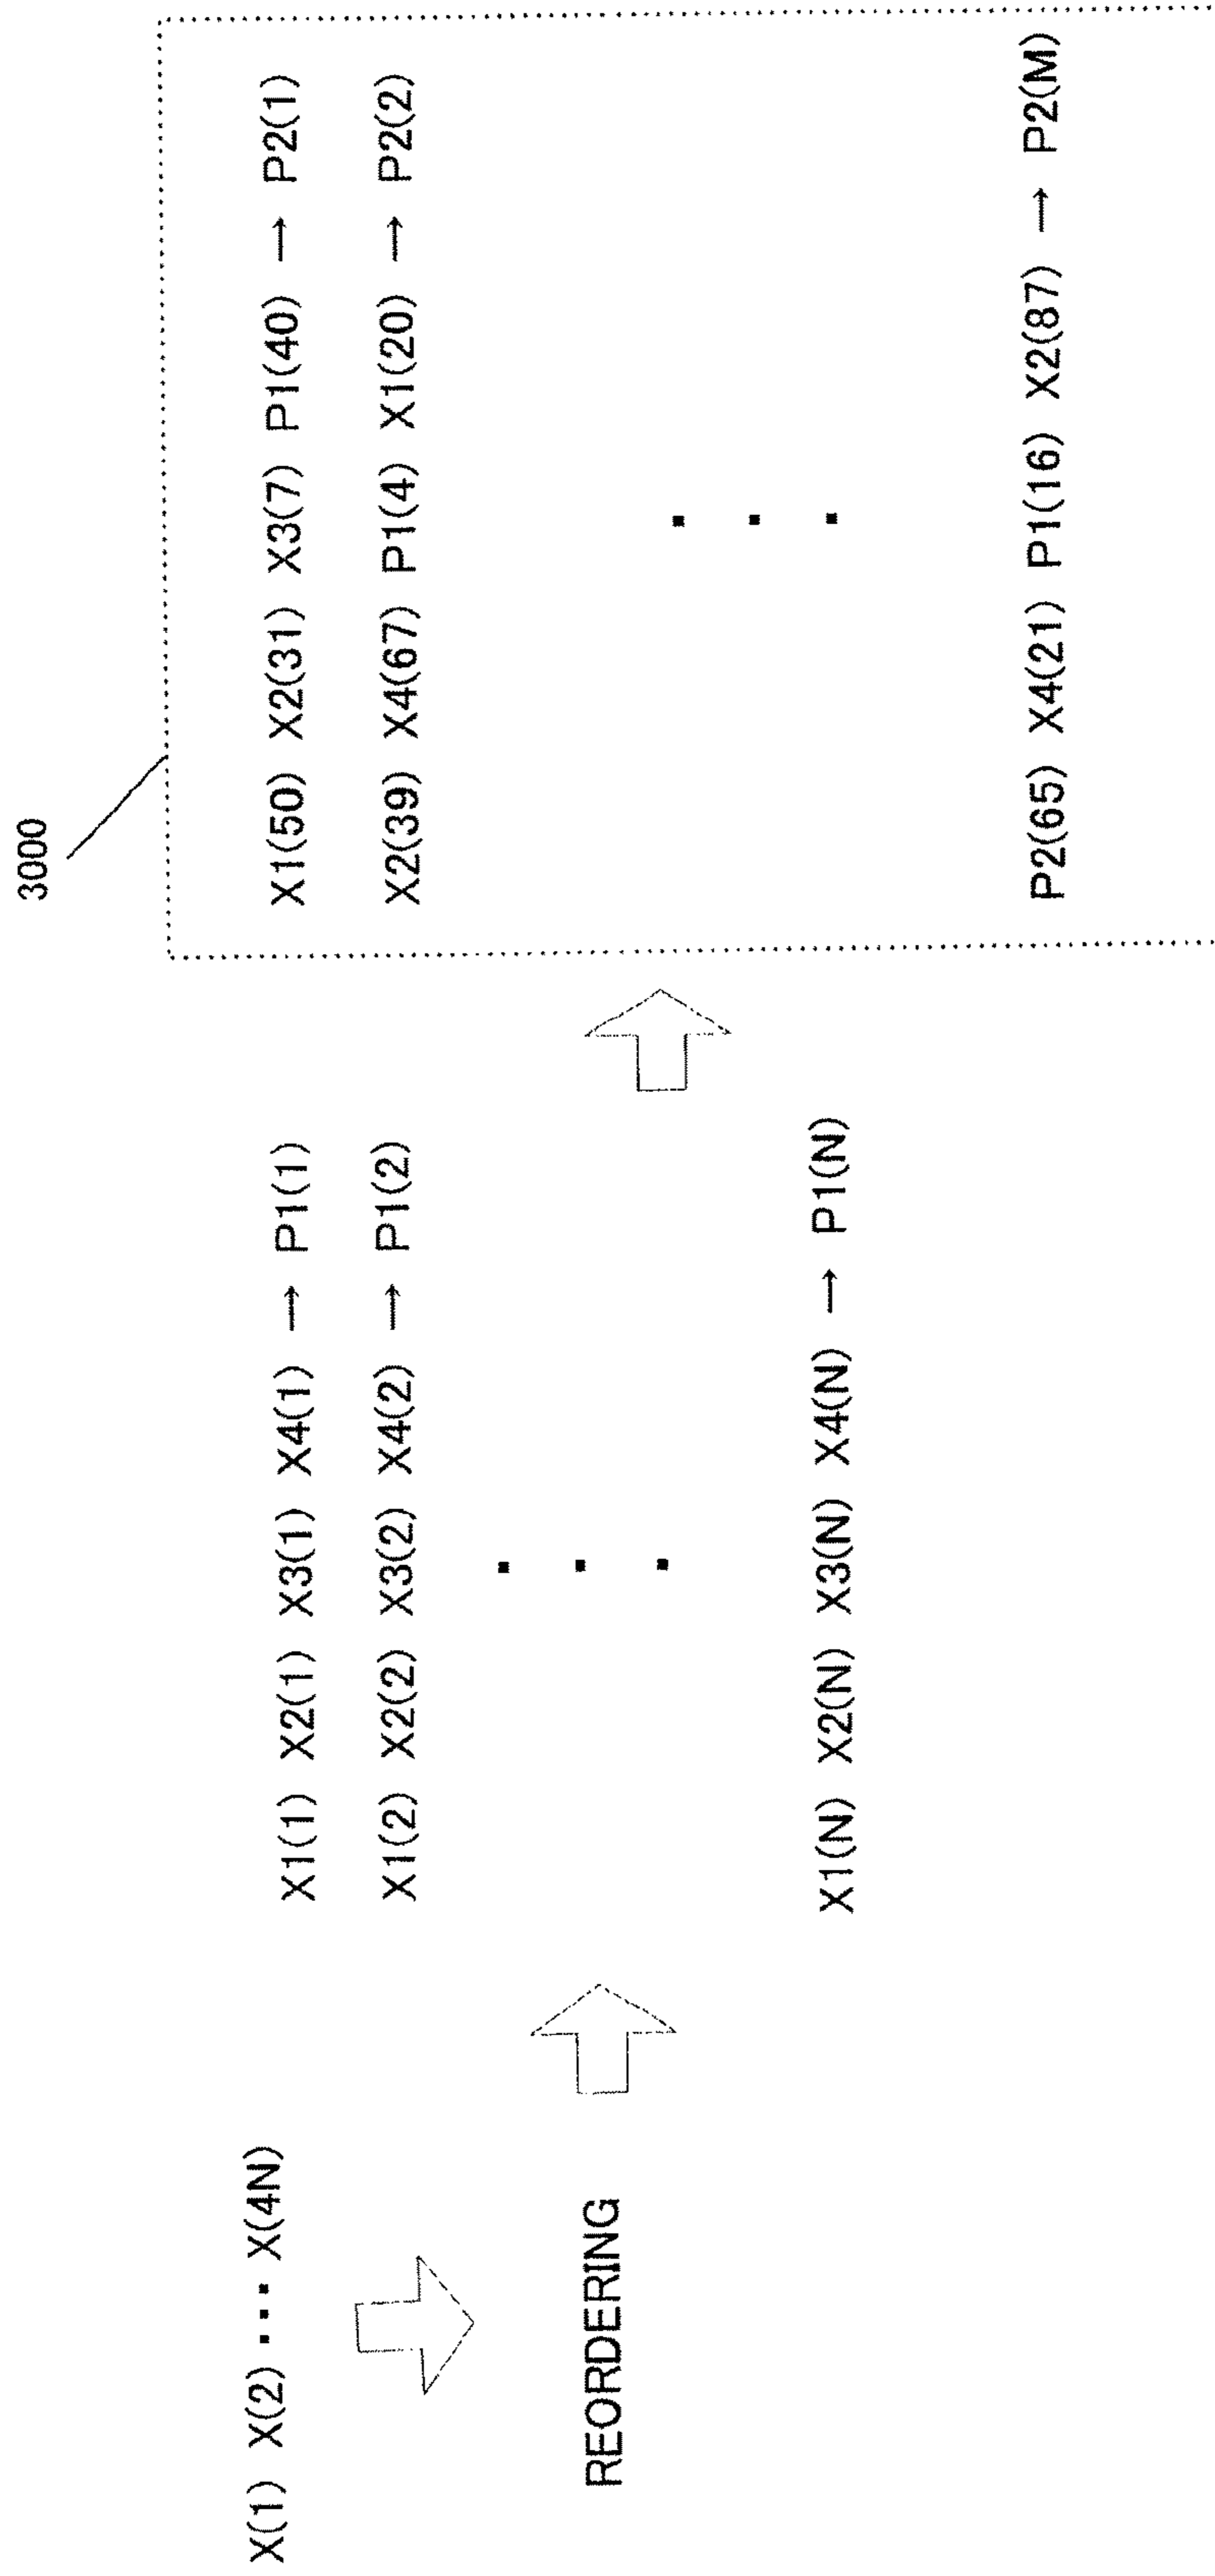 X(1) X(2) ··· X(4N)
REORDERING
X1(1) X2(1) X3(1) X4(1) → P1(1)
X1(2) X2(2) X3(2) X4(2) → P1(2)
· · ·
X1(N) X2(N) X3(N) X4(N) → P1(N)
3000
X1(50) X2(31) X3(7) P1(40) → P2(1)
X2(39) X4(67) P1(4) X1(20) → P2(2)
· · ·
P2(65) X4(21) P1(16) X2(87) → P2(M)